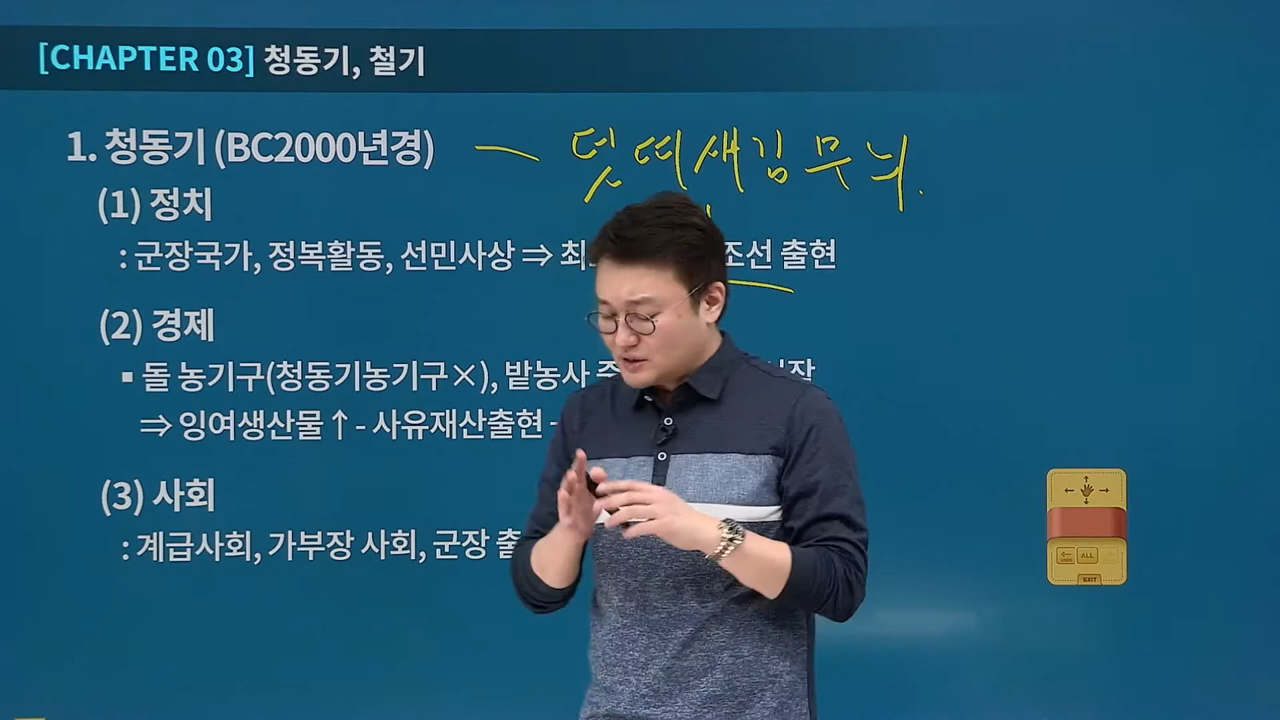 [CHAPTER 03] 청동기, 철기
1. 청동기 (BC2000년경) ─ 덧띠새김무늬.
(1) 정치
: 군장국가, 정복활동, 선민사상 ⇒ 최 조선 출현
(2) 경제
▪ 돌 농기구(청동기농기구×), 밭농사
⇒ 잉여생산물↑ - 사유재산출현
(3) 사회
: 계급사회, 가부장 사회, 군장
ALL
EXIT